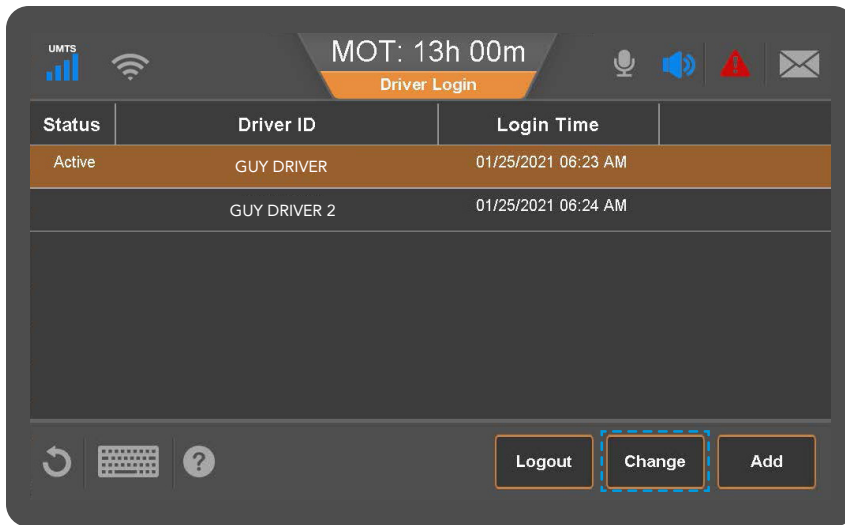 UMTS
MOT: 13h 00m
Driver Login
Status Driver ID Login Time
Active GUY DRIVER 01/25/2021 06:23 AM
GUY DRIVER 2 01/25/2021 06:24 AM
? Logout Change Add